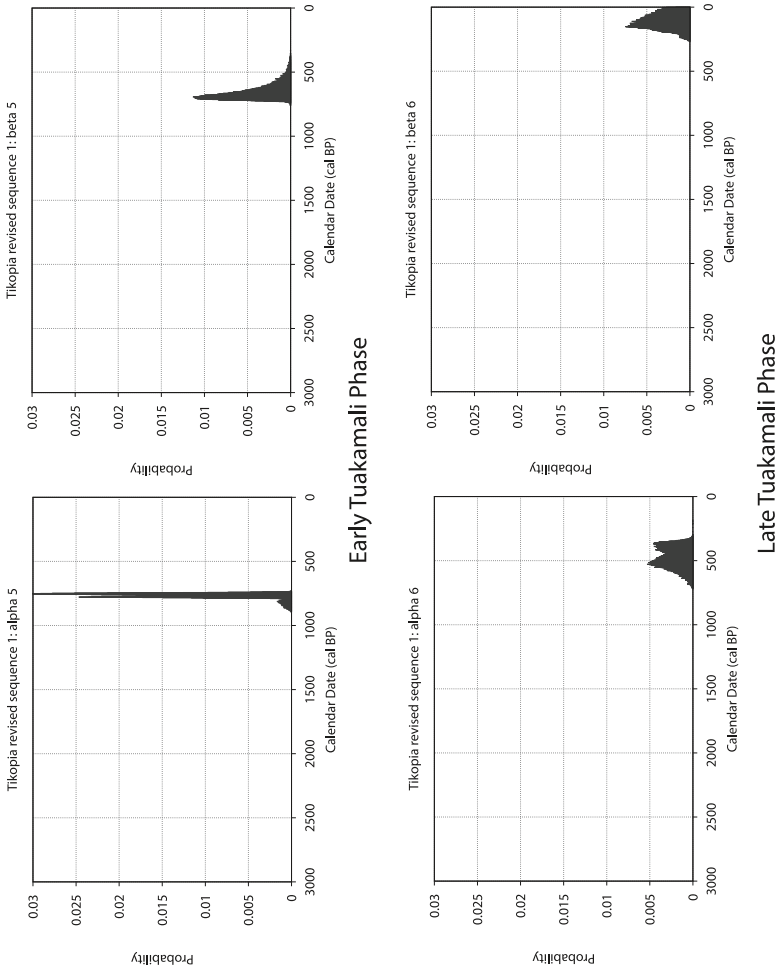 Tikopia revised sequence 1: alpha 5
Probability
0.03
0.025
0.02
0.015
0.01
0.005
0
3000 2500 2000 1500 1000 500 0
Calendar Date (cal BP)
Tikopia revised sequence 1: beta 5
Probability
0.03
0.025
0.02
0.015
0.01
0.005
0
3000 2500 2000 1500 1000 500 0
Calendar Date (cal BP)
Early Tuakamali Phase
Tikopia revised sequence 1: alpha 6
Probability
0.03
0.025
0.02
0.015
0.01
0.005
0
3000 2500 2000 1500 1000 500 0
Calendar Date (cal BP)
Tikopia revised sequence 1: beta 6
Probability
0.03
0.025
0.02
0.015
0.01
0.005
0
3000 2500 2000 1500 1000 500 0
Calendar Date (cal BP)
Late Tuakamali Phase